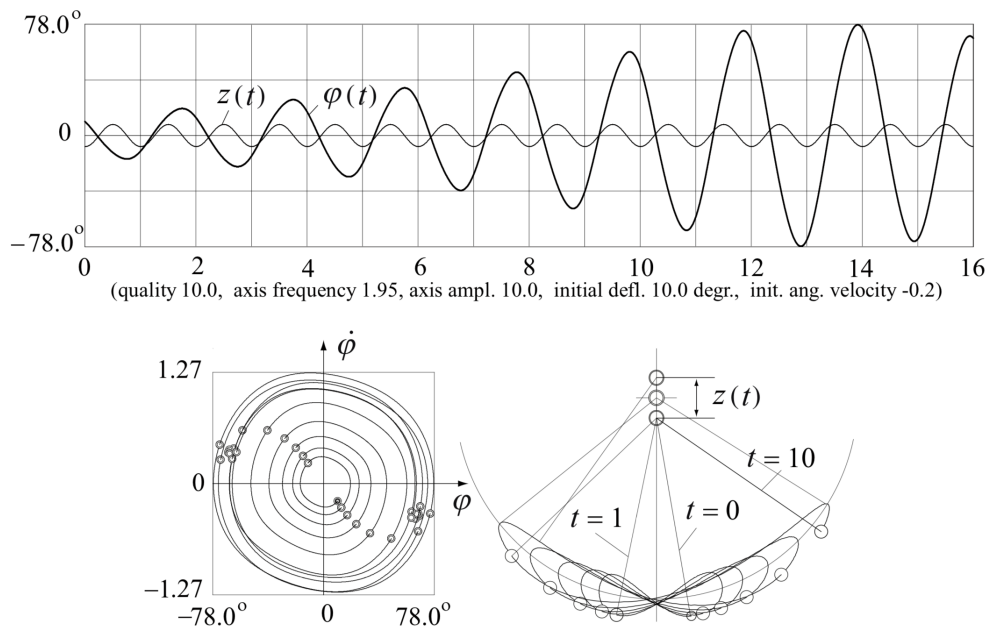 78.0°
z(t) φ(t)
0
−78.0°
0 2 4 6 8 10 12 14 16
(quality 10.0, axis frequency 1.95, axis ampl. 10.0, initial defl. 10.0 degr., init. ang. velocity -0.2)
φ̇
1.27
0
φ
−1.27
−78.0° 0 78.0°
z(t)
t = 10
t = 1 t = 0